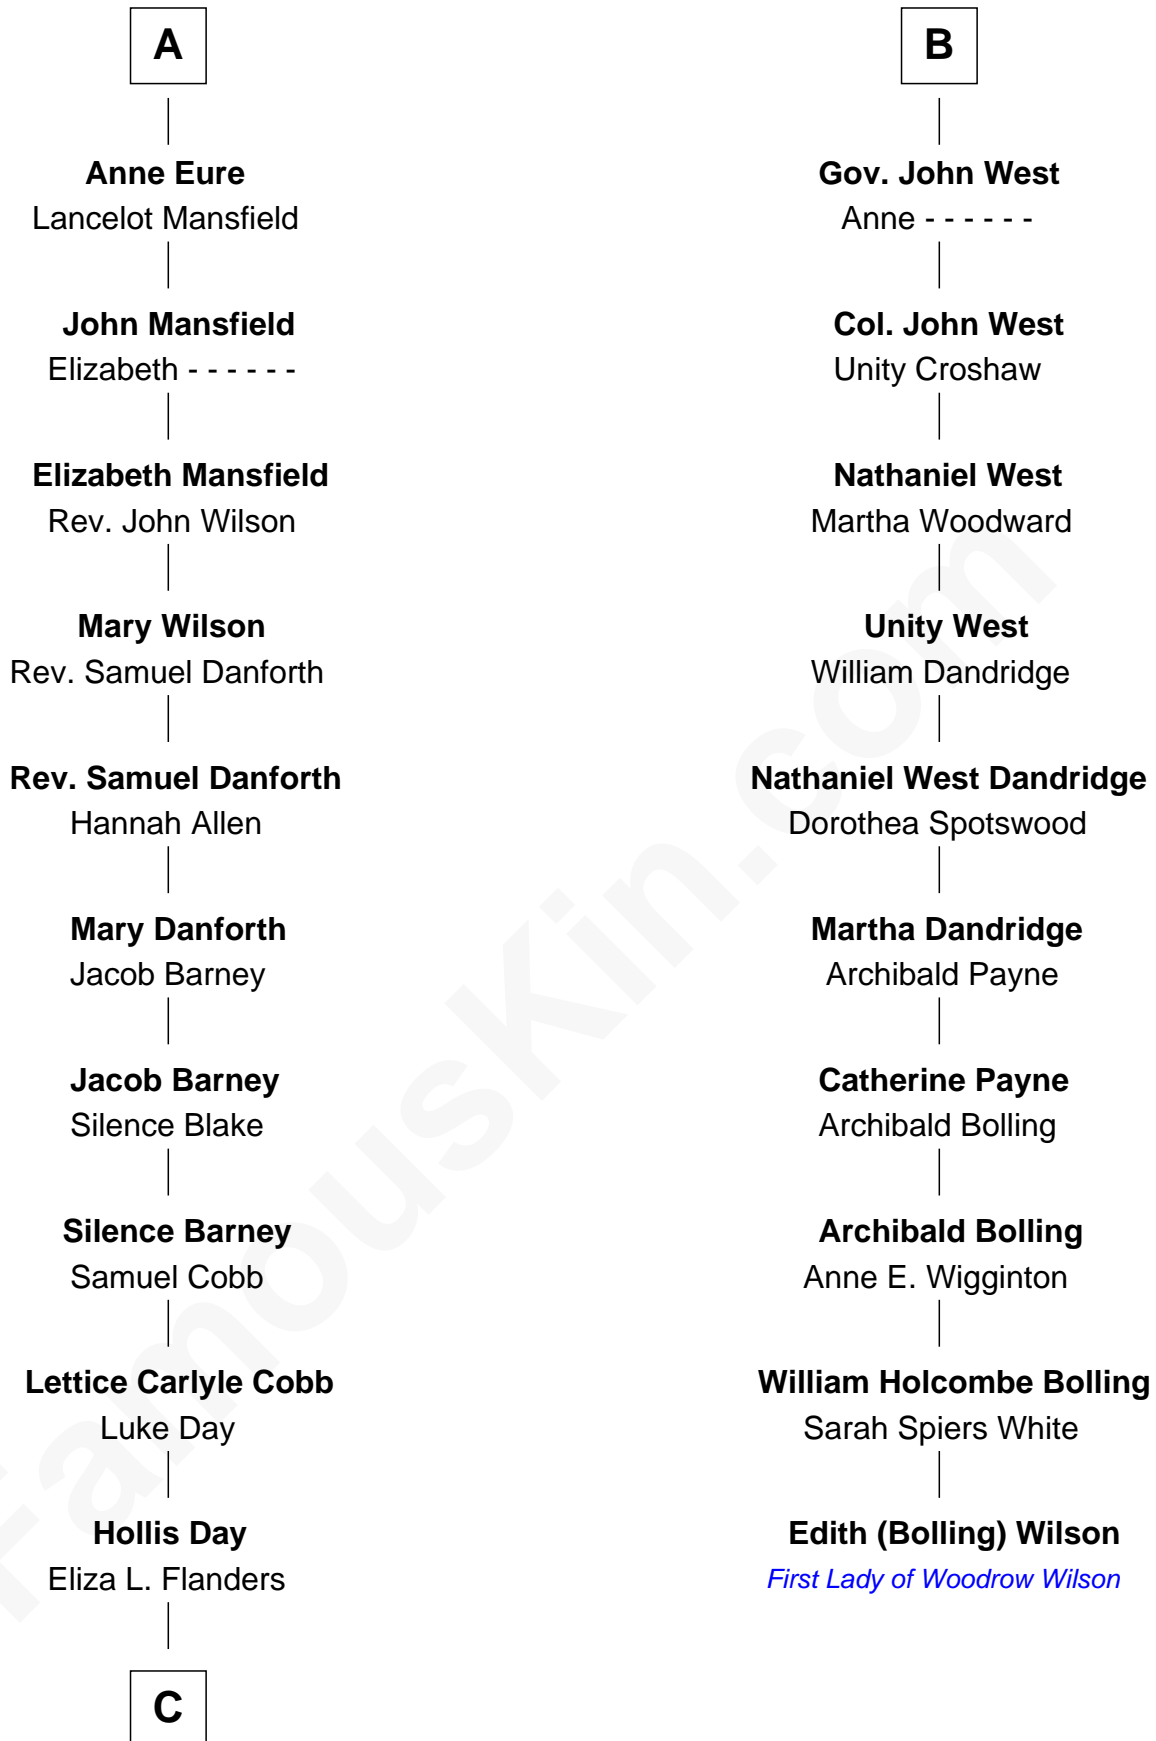 A
Anne Eure
Lancelot Mansfield
John Mansfield
Elizabeth - - - - - -
Elizabeth Mansfield
Rev. John Wilson
Mary Wilson
Rev. Samuel Danforth
Rev. Samuel Danforth
Hannah Allen
Mary Danforth
Jacob Barney
Jacob Barney
Silence Blake
Silence Barney
Samuel Cobb
Lettice Carlyle Cobb
Luke Day
Hollis Day
Eliza L. Flanders
C
B
Gov. John West
Anne - - - - - -
Col. John West
Unity Croshaw
Nathaniel West
Martha Woodward
Unity West
William Dandridge
Nathaniel West Dandridge
Dorothea Spotswood
Martha Dandridge
Archibald Payne
Catherine Payne
Archibald Bolling
Archibald Bolling
Anne E. Wigginton
William Holcombe Bolling
Sarah Spiers White
Edith (Bolling) Wilson
First Lady of Woodrow Wilson
FamousKin.com